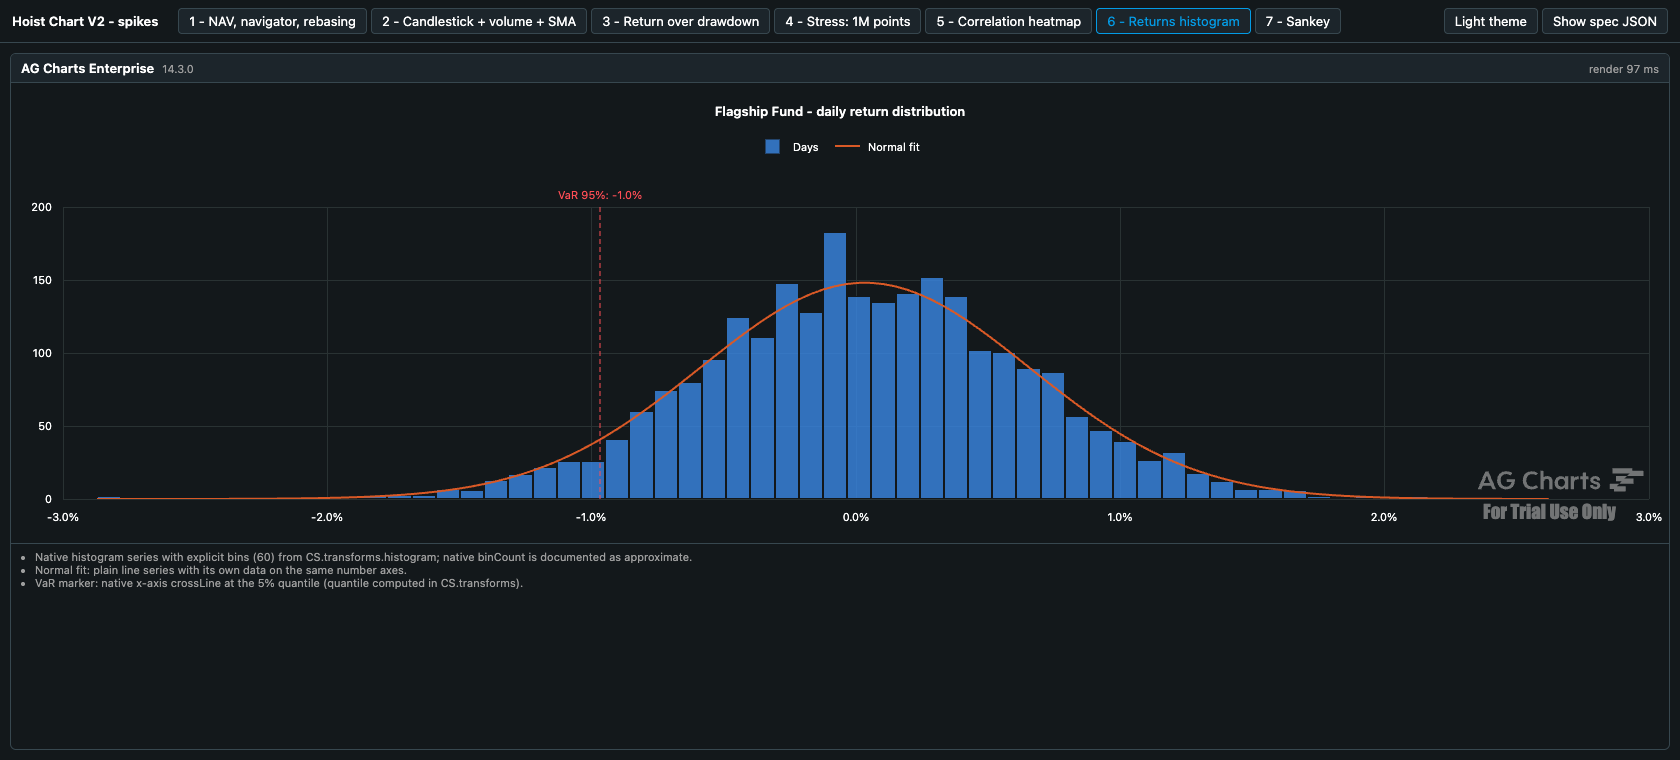 Hoist Chart V2 - spikes
1 - NAV, navigator, rebasing
2 - Candlestick + volume + SMA
3 - Return over drawdown
4 - Stress: 1M points
5 - Correlation heatmap
6 - Returns histogram
7 - Sankey
Light theme
Show spec JSON
AG Charts Enterprise 14.3.0
render 97 ms
Flagship Fund - daily return distribution
Days
Normal fit
VaR 95%: -1.0%
200
150
100
50
0
-3.0%
-2.0%
-1.0%
0.0%
1.0%
2.0%
3.0%
AG Charts
For Trial Use Only
Native histogram series with explicit bins (60) from CS.transforms.histogram; native binCount is documented as approximate.
Normal fit: plain line series with its own data on the same number axes.
VaR marker: native x-axis crossLine at the 5% quantile (quantile computed in CS.transforms).